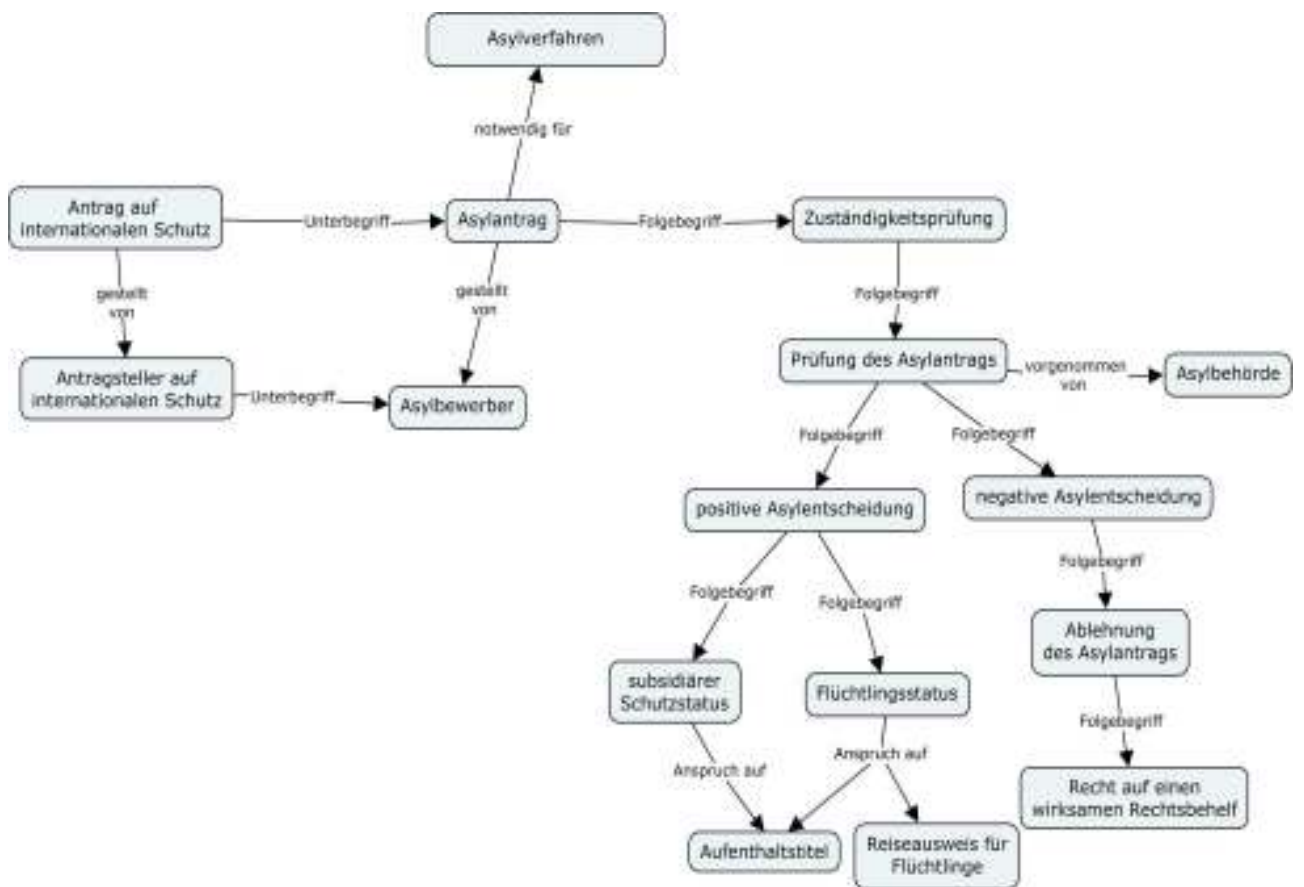 Asylverfahren
notwendig für
Antrag auf
internationalen Schutz
Unterbegriff
Asylantrag
Folgebegriff
Zuständigkeitsprüfung
gestellt
von
gestellt
von
Folgebegriff
Antragsteller auf
internationalen Schutz
Unterbegriff
Asylbewerber
Prüfung des Asylantrags
vorgenommen
von
Asylbehörde
Folgebegriff
Folgebegriff
positive Asylentscheidung
negative Asylentscheidung
Folgebegriff
Folgebegriff
Folgebegriff
subsidiärer
Schutzstatus
Flüchtlingsstatus
Ablehnung
des Asylantrags
Anspruch auf
Anspruch auf
Folgebegriff
Aufenthaltstitel
Reiseausweis für
Flüchtlinge
Recht auf einen
wirksamen Rechtsbehelf